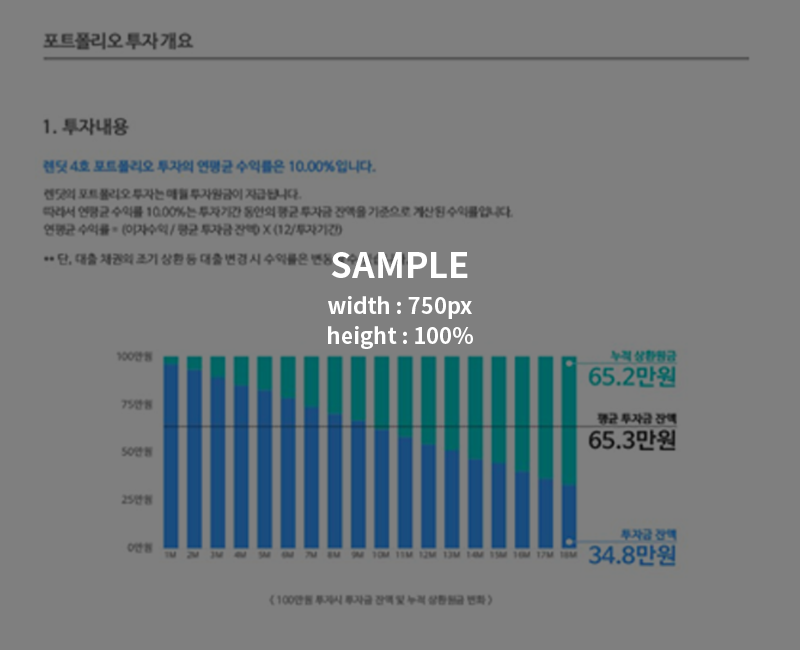 포트폴리오 투자 개요
1. 투자내용
렌딧 4호 포트폴리오 투자의 연평균 수익률은 10.00%입니다.
렌딧의 포트폴리오 투자는 매월 투자원금이 지급됩니다.
따라서 연평균 수익률 10.00%는 투자기간 동안의 평균 투자금 잔액을 기준으로 계산된 수익률입니다.
연평균 수익률 = (이자수익 / 평균 투자금 잔액) X (12/투자기간)
** 단, 대출 채권의 조기 상환 등 대출 변경 시 수익률은 변동
SAMPLE
width : 750px
height : 100%
100만원
75만원
50만원
25만원
0만원
1M 2M 3M 4M 5M 6M 7M 8M 9M 10M 11M 12M 13M 14M 15M 16M 17M 18M
누적 상환원금
65.2만원
평균 투자금 잔액
65.3만원
투자금 잔액
34.8만원
< 100만원 투자시 투자금 잔액 및 누적 상환원금 변화 >